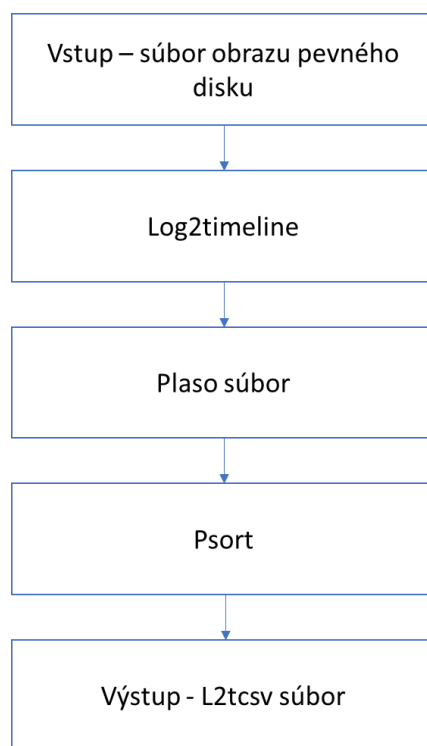 Vstup – súbor obrazu pevného
disku
Log2timeline
Plaso súbor
Psort
Výstup - L2tcsv súbor